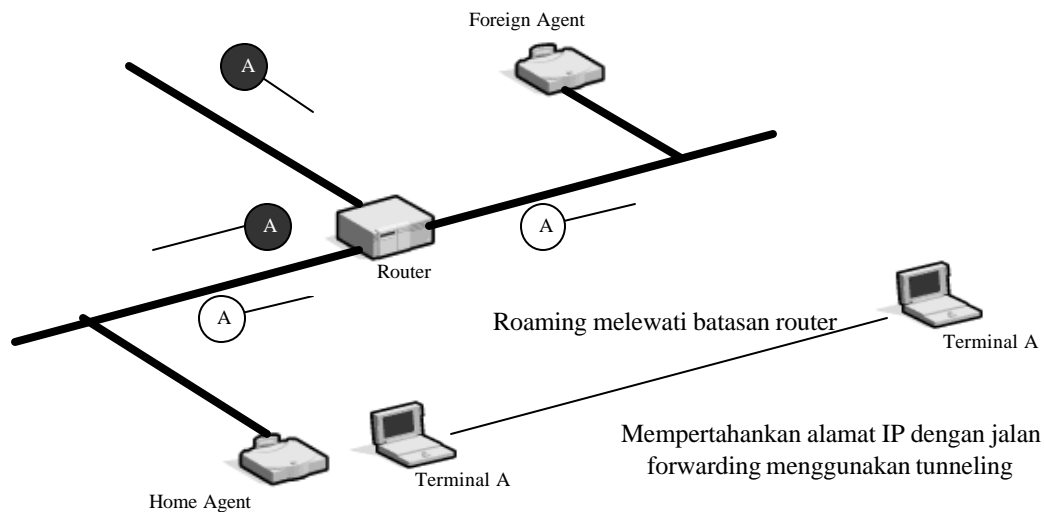 Foreign Agent
A
A
A
Router
A
Roaming melewati batasan router
Terminal A
Mempertahankan alamat IP dengan jalan
forwarding menggunakan tunneling
Terminal A
Home Agent